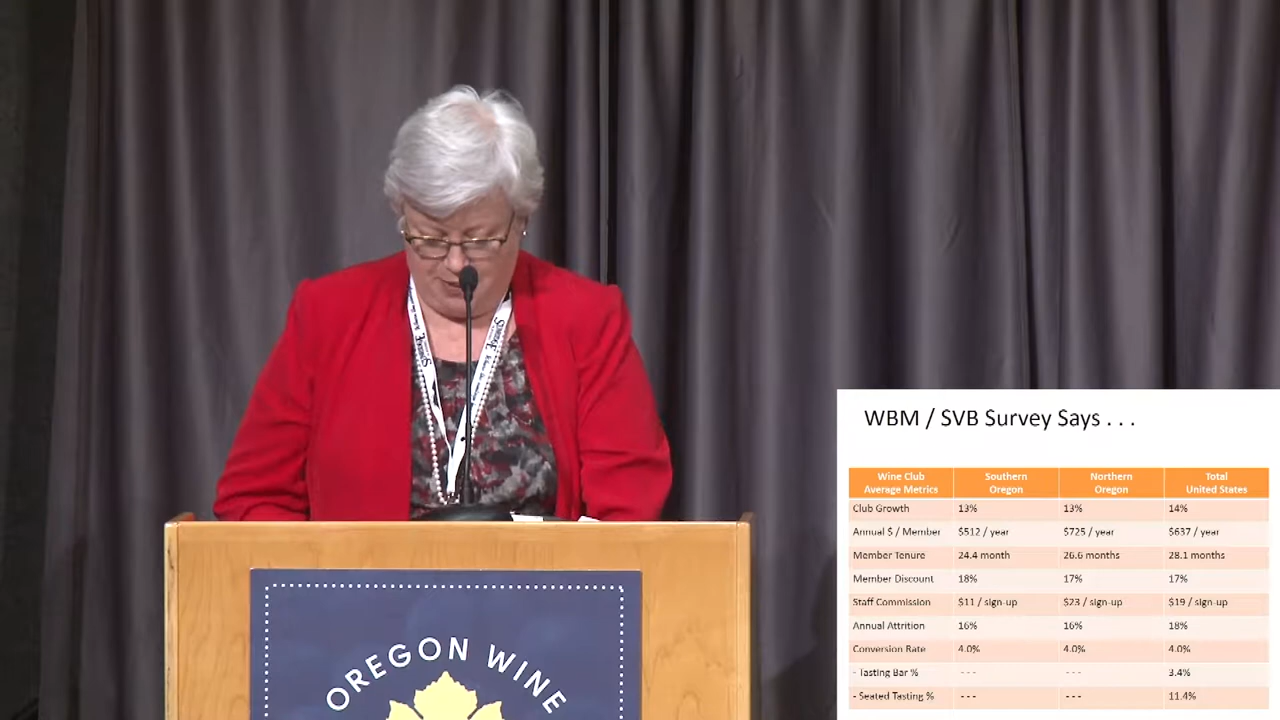 WBM / SVB Survey Says . . .
Wine Club Average Metrics Southern Oregon Northern Oregon Total United States
Club Growth 13% 13% 14%
Annual $ / Member $512 / year $725 / year $637 / year
Member Tenure 24.4 month 26.6 months 28.1 months
Member Discount 18% 17% 17%
Staff Commission $11 / sign-up $23 / sign-up $19 / sign-up
Annual Attrition 16% 16% 18%
Conversion Rate 4.0% 4.0% 4.0%
- Tasting Bar % - - - - - - 3.4%
- Seated Tasting % - - - - - - 11.4%
OREGON WINE